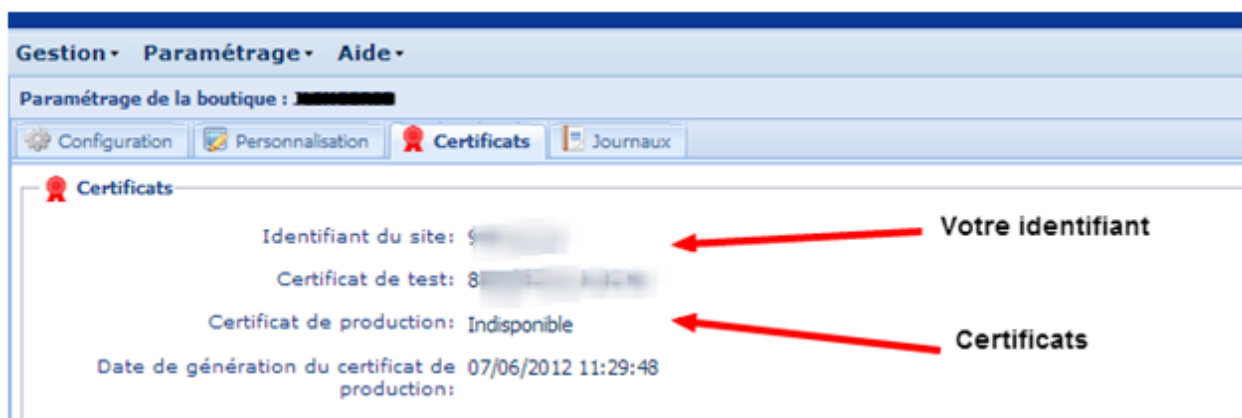 Gestion Paramétrage Aide
Paramétrage de la boutique :
Configuration Personnalisation Certificats Journaux
Certificats
Identifiant du site: Votre identifiant
Certificat de test:
Certificat de production: Indisponible
Certificats
Date de génération du certificat de production: 07/06/2012 11:29:48